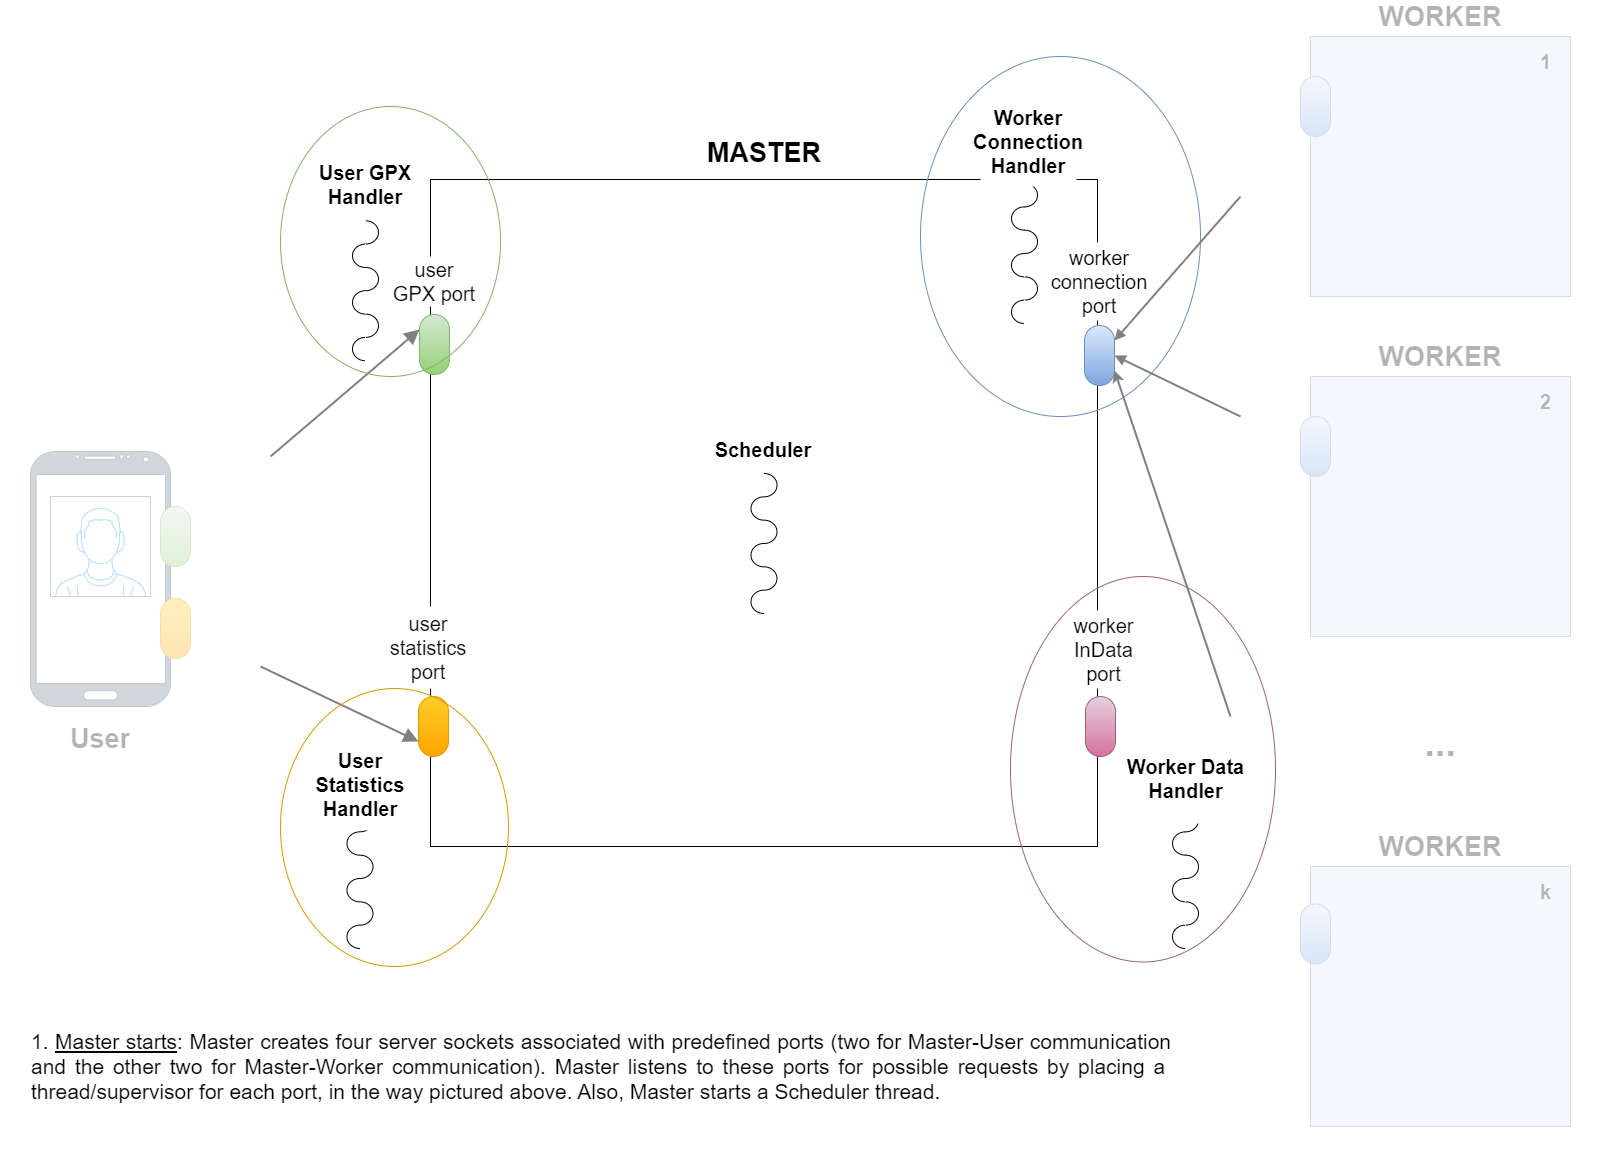 WORKER
1
Worker
Connection
Handler
MASTER
User GPX
Handler
user
GPX port
worker
connection
port
WORKER
2
Scheduler
user
statistics
port
worker
InData
port
User
User
Statistics
Handler
Worker Data
Handler
...
WORKER
k
1. Master starts: Master creates four server sockets associated with predefined ports (two for Master-User communication
and the other two for Master-Worker communication). Master listens to these ports for possible requests by placing a
thread/supervisor for each port, in the way pictured above. Also, Master starts a Scheduler thread.